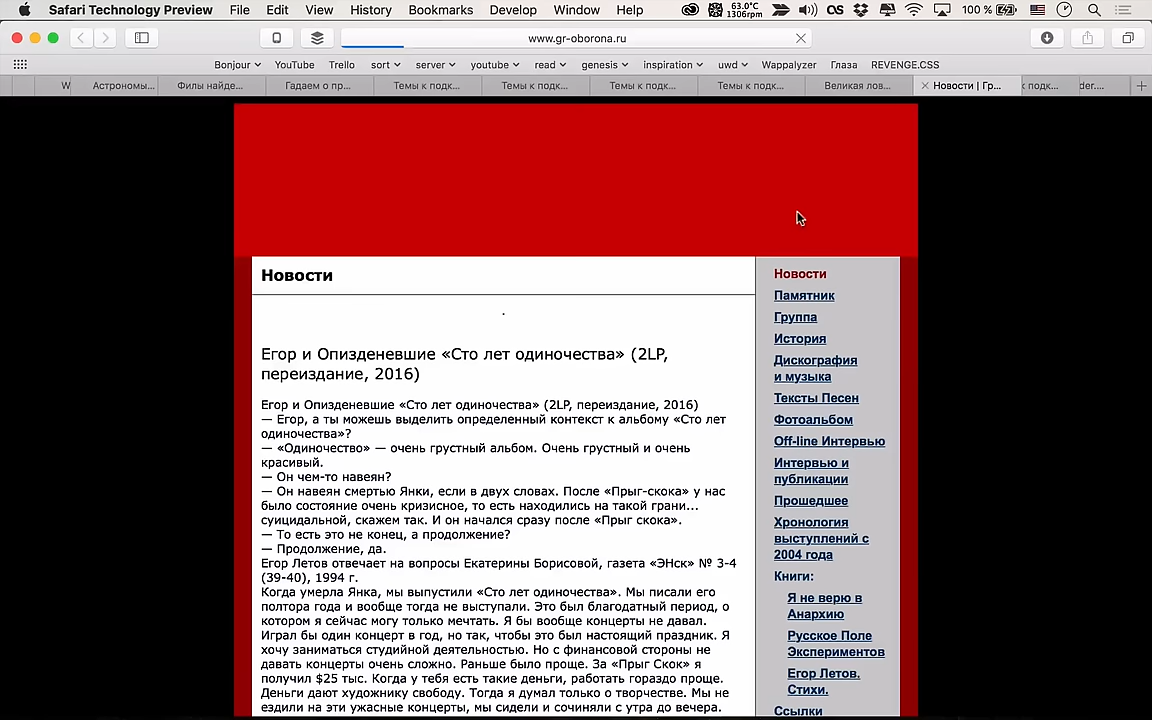 Safari Technology Preview File Edit View History Bookmarks Develop Window Help 63.0°C 1306rpm 100 %
www.gr-oborona.ru
Bonjour YouTube Trello sort server youtube read genesis inspiration uwd Wappalyzer Глаза REVENGE.CSS
W Астрономы... Филы найде... Гадаем о пр... Темы к подк... Темы к подк... Темы к подк... Темы к подк... Великая лов... Новости | Гр... к подк... der....
Новости
Егор и Опизденевшие «Сто лет одиночества» (2LP,
переиздание, 2016)
Егор и Опизденевшие «Сто лет одиночества» (2LP, переиздание, 2016)
— Егор, а ты можешь выделить определенный контекст к альбому «Сто лет
одиночества»?
— «Одиночество» — очень грустный альбом. Очень грустный и очень
красивый.
— Он чем-то навеян?
— Он навеян смертью Янки, если в двух словах. После «Прыг-скока» у нас
было состояние очень кризисное, то есть находились на такой грани...
суицидальной, скажем так. И он начался сразу после «Прыг скока».
— То есть это не конец, а продолжение?
— Продолжение, да.
Егор Летов отвечает на вопросы Екатерины Борисовой, газета «ЭНск» № 3-4
(39-40), 1994 г.
Когда умерла Янка, мы выпустили «Сто лет одиночества». Мы писали его
полтора года и вообще тогда не выступали. Это был благодатный период, о
котором я сейчас могу только мечтать. Я бы вообще концерты не давал.
Играл бы один концерт в год, но так, чтобы это был настоящий праздник. Я
хочу заниматься студийной деятельностью. Но с финансовой стороны не
давать концерты очень сложно. Раньше было проще. За «Прыг Скок» я
получил $25 тыс. Когда у тебя есть такие деньги, работать гораздо проще.
Деньги дают художнику свободу. Тогда я думал только о творчестве. Мы не
ездили на эти ужасные концерты, мы сидели и сочиняли с утра до вечера.
Новости
Памятник
Группа
История
Дискография
и музыка
Тексты Песен
Фотоальбом
Off-line Интервью
Интервью и
публикации
Прошедшее
Хронология
выступлений с
2004 года
Книги:
Я не верю в
Анархию
Русское Поле
Экспериментов
Егор Летов.
Стихи.
Ссылки